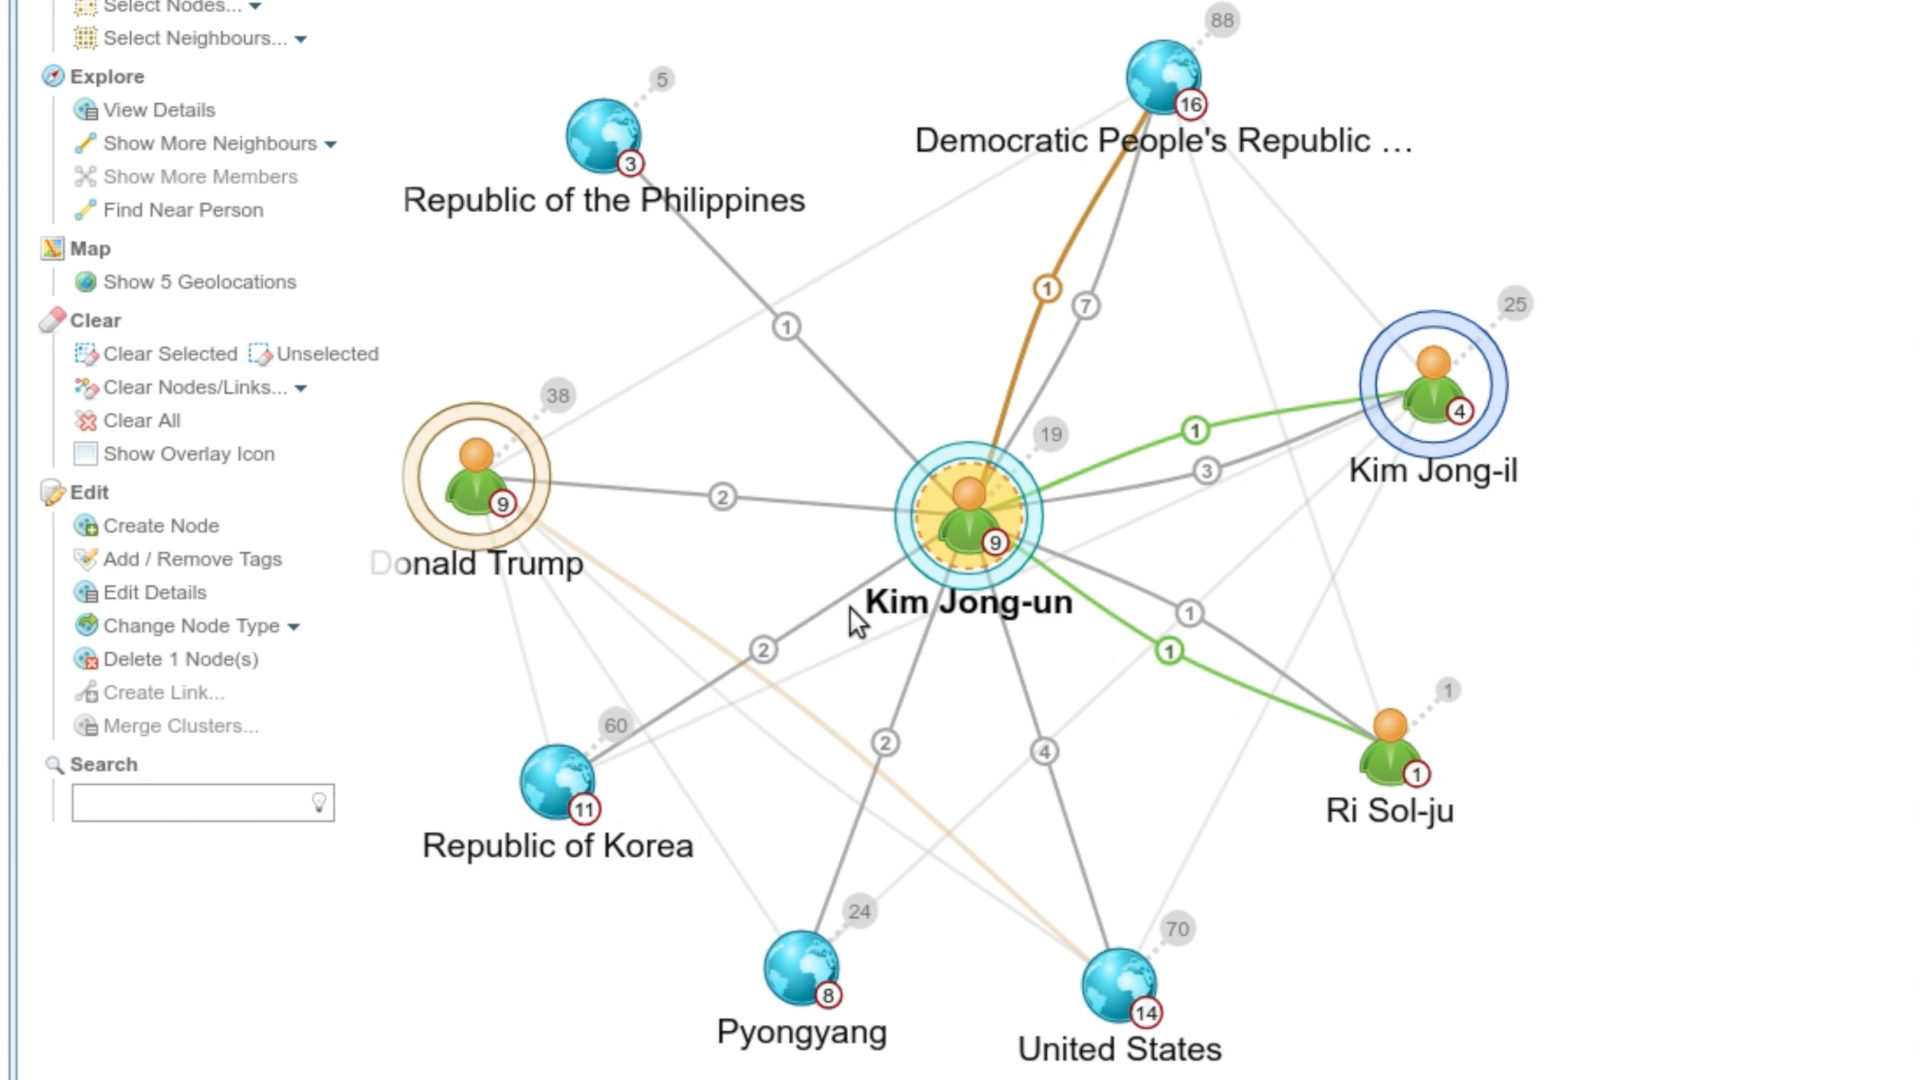 Select Nodes...
Select Neighbours...
Explore
View Details
Show More Neighbours
Show More Members
Find Near Person
Map
Show 5 Geolocations
Clear
Clear Selected Unselected
Clear Nodes/Links...
Clear All
Show Overlay Icon
Edit
Create Node
Add / Remove Tags
Edit Details
Change Node Type
Delete 1 Node(s)
Create Link...
Merge Clusters...
Search
88
16
Democratic People's Republic …
5
3
Republic of the Philippines
1
7
1
25
4
Kim Jong-il
38
9
Donald Trump
19
9
Kim Jong-un
1
3
2
1
1
2
2
4
60
11
Republic of Korea
1
1
Ri Sol-ju
24
8
Pyongyang
70
14
United States